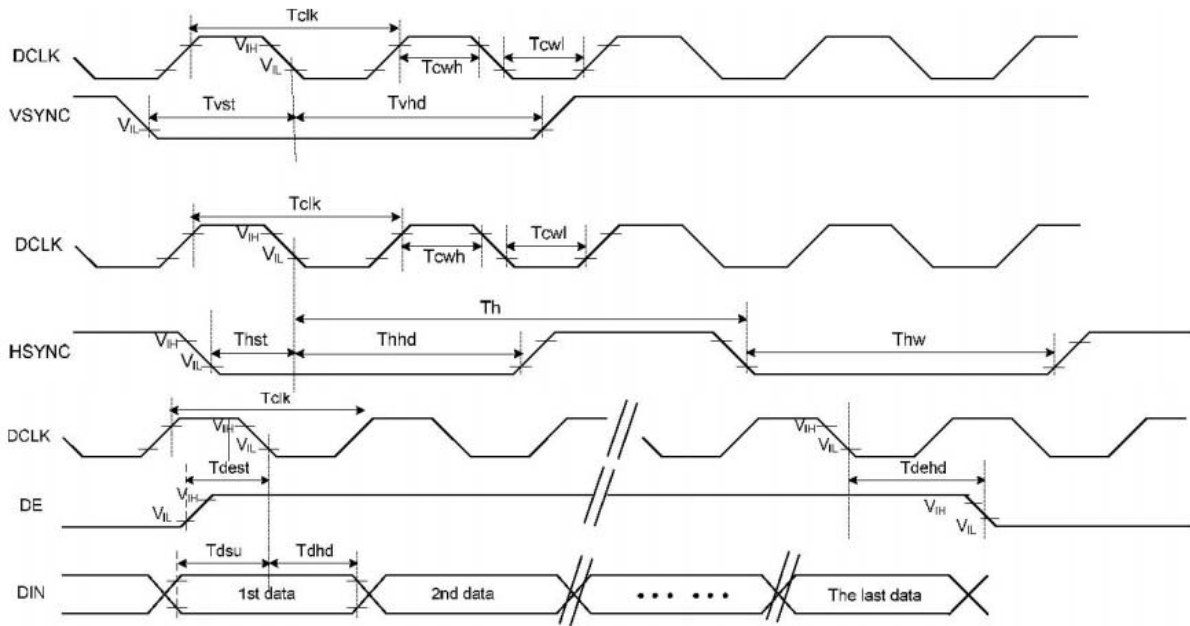 Tclk
DCLK
VIH
VIL
Tcwh
Tcwl
VSYNC
Tvst
Tvhd
VIL
Tclk
DCLK
VIH
VIL
Tcwh
Tcwl
Th
HSYNC
VIH
VIL
Thst
Thhd
Thw
Tclk
DCLK
VIH
VIL
VIH
VIL
Tdest
Tdehd
DE
VIH
VIL
VIH
VIL
Tdsu
Tdhd
DIN
1st data
2nd data
... ...
The last data